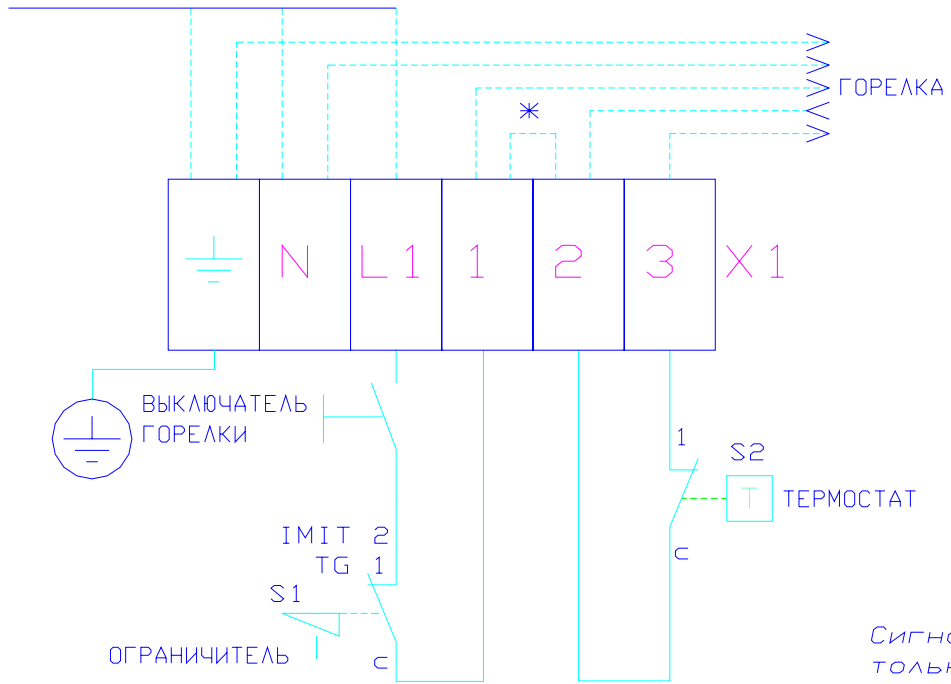 *
ГОРЕЛКА
N L1 1 2 3 X1
ВЫКЛЮЧАТЕЛЬ
ГОРЕЛКИ
1
S2
T ТЕРМОСТАТ
IMIT 2
TG 1
C
S1
ОГРАНИЧИТЕЛЬ
C